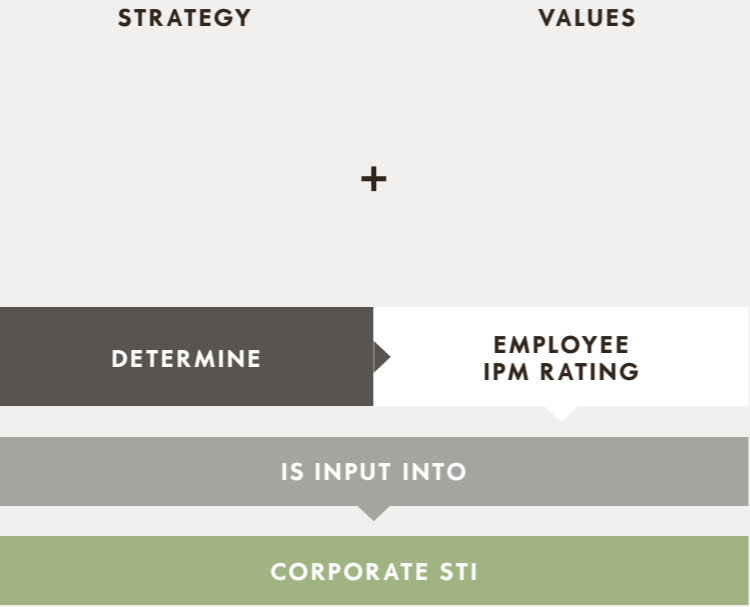 STRATEGY
VALUES
+
DETERMINE
EMPLOYEE
IPM RATING
IS INPUT INTO
CORPORATE STI